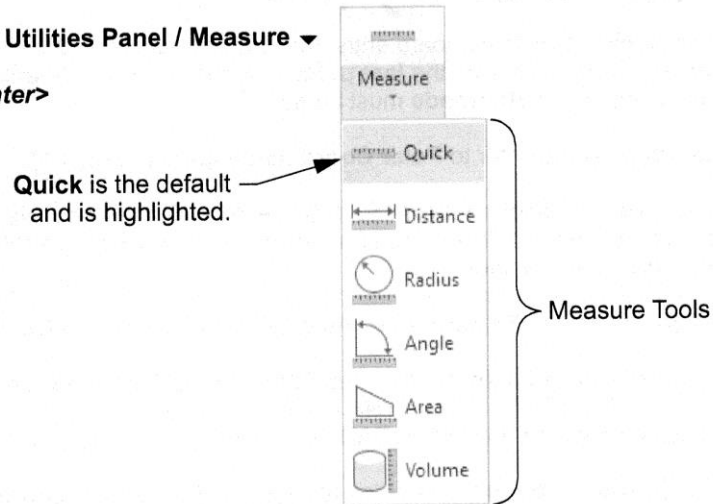 Utilities Panel / Measure
nter>
Measure
Quick is the default
and is highlighted.
Quick
Distance
Radius
Angle
Area
Volume
Measure Tools